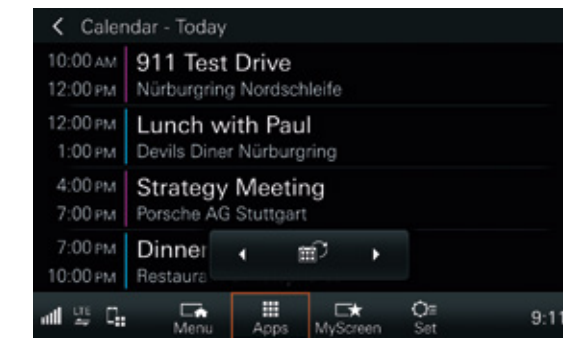 Calendar - Today
10:00 AM 911 Test Drive
12:00 PM Nürburgring Nordschleife
12:00 PM Lunch with Paul
1:00 PM Devils Diner Nürburgring
4:00 PM Strategy Meeting
7:00 PM Porsche AG Stuttgart
7:00 PM Dinner
10:00 PM Restaura
LTE Menu Apps MyScreen Set 9:11